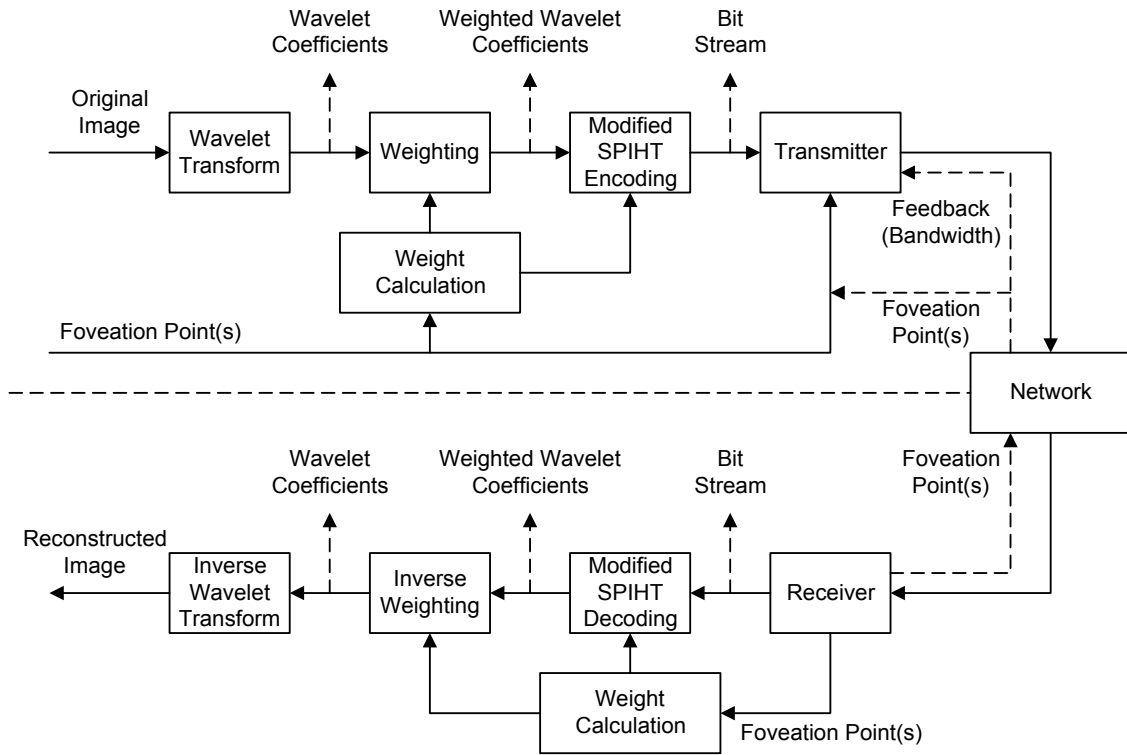 Wavelet
Coefficients
Weighted Wavelet
Coefficients
Bit
Stream
Original
Image
Wavelet
Transform
Weighting
Modified
SPIHT
Encoding
Transmitter
Feedback
(Bandwidth)
Weight
Calculation
Foveation Point(s)
Foveation
Point(s)
Network
Wavelet
Coefficients
Weighted Wavelet
Coefficients
Bit
Stream
Foveation
Point(s)
Reconstructed
Image
Inverse
Wavelet
Transform
Inverse
Weighting
Modified
SPIHT
Decoding
Receiver
Weight
Calculation
Foveation Point(s)